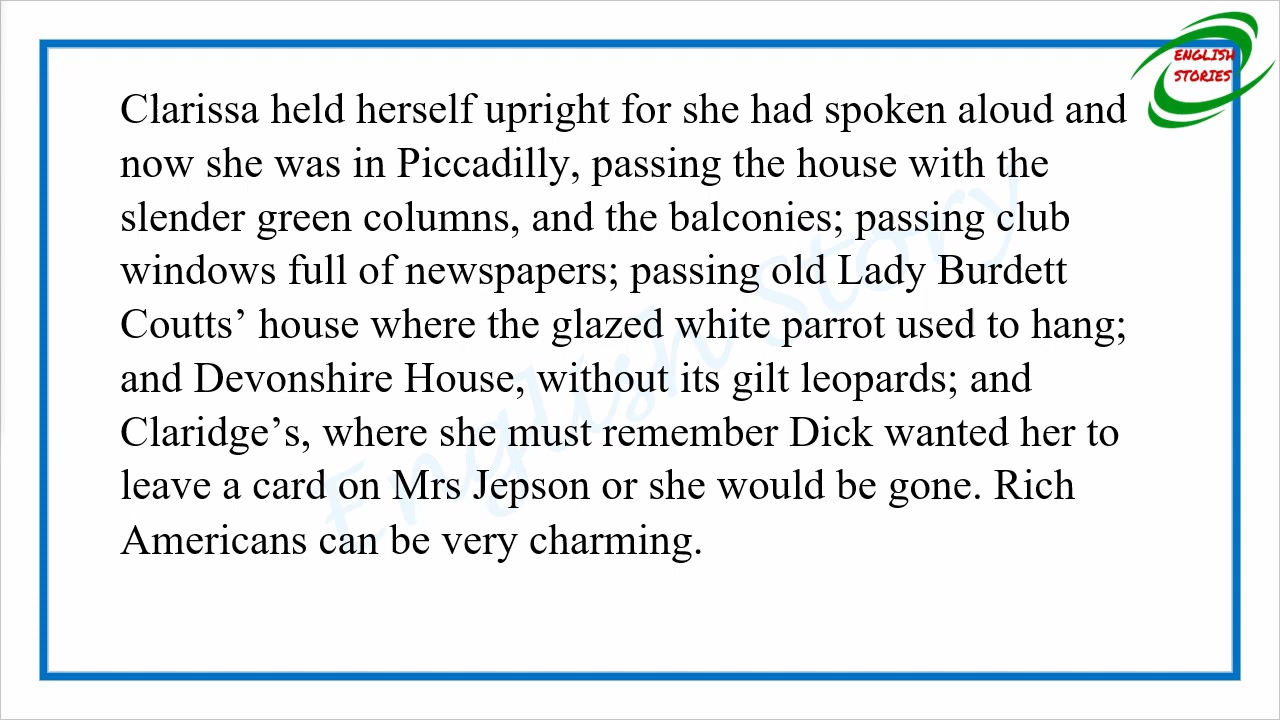 ENGLISH
STORIES
Clarissa held herself upright for she had spoken aloud and
now she was in Piccadilly, passing the house with the
slender green columns, and the balconies; passing club
windows full of newspapers; passing old Lady Burdett
Coutts’ house where the glazed white parrot used to hang;
and Devonshire House, without its gilt leopards; and
Claridge’s, where she must remember Dick wanted her to
leave a card on Mrs Jepson or she would be gone. Rich
Americans can be very charming.
English Story